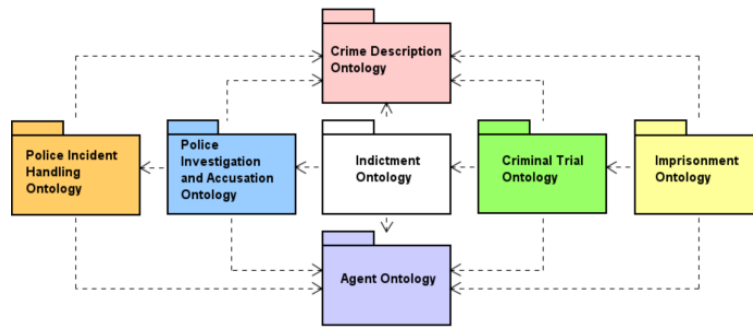 Crime Description
Ontology
Police Incident
Handling
Ontology
Police
Investigation
and Accusation
Ontology
Indictment
Ontology
Criminal Trial
Ontology
Imprisonment
Ontology
Agent Ontology